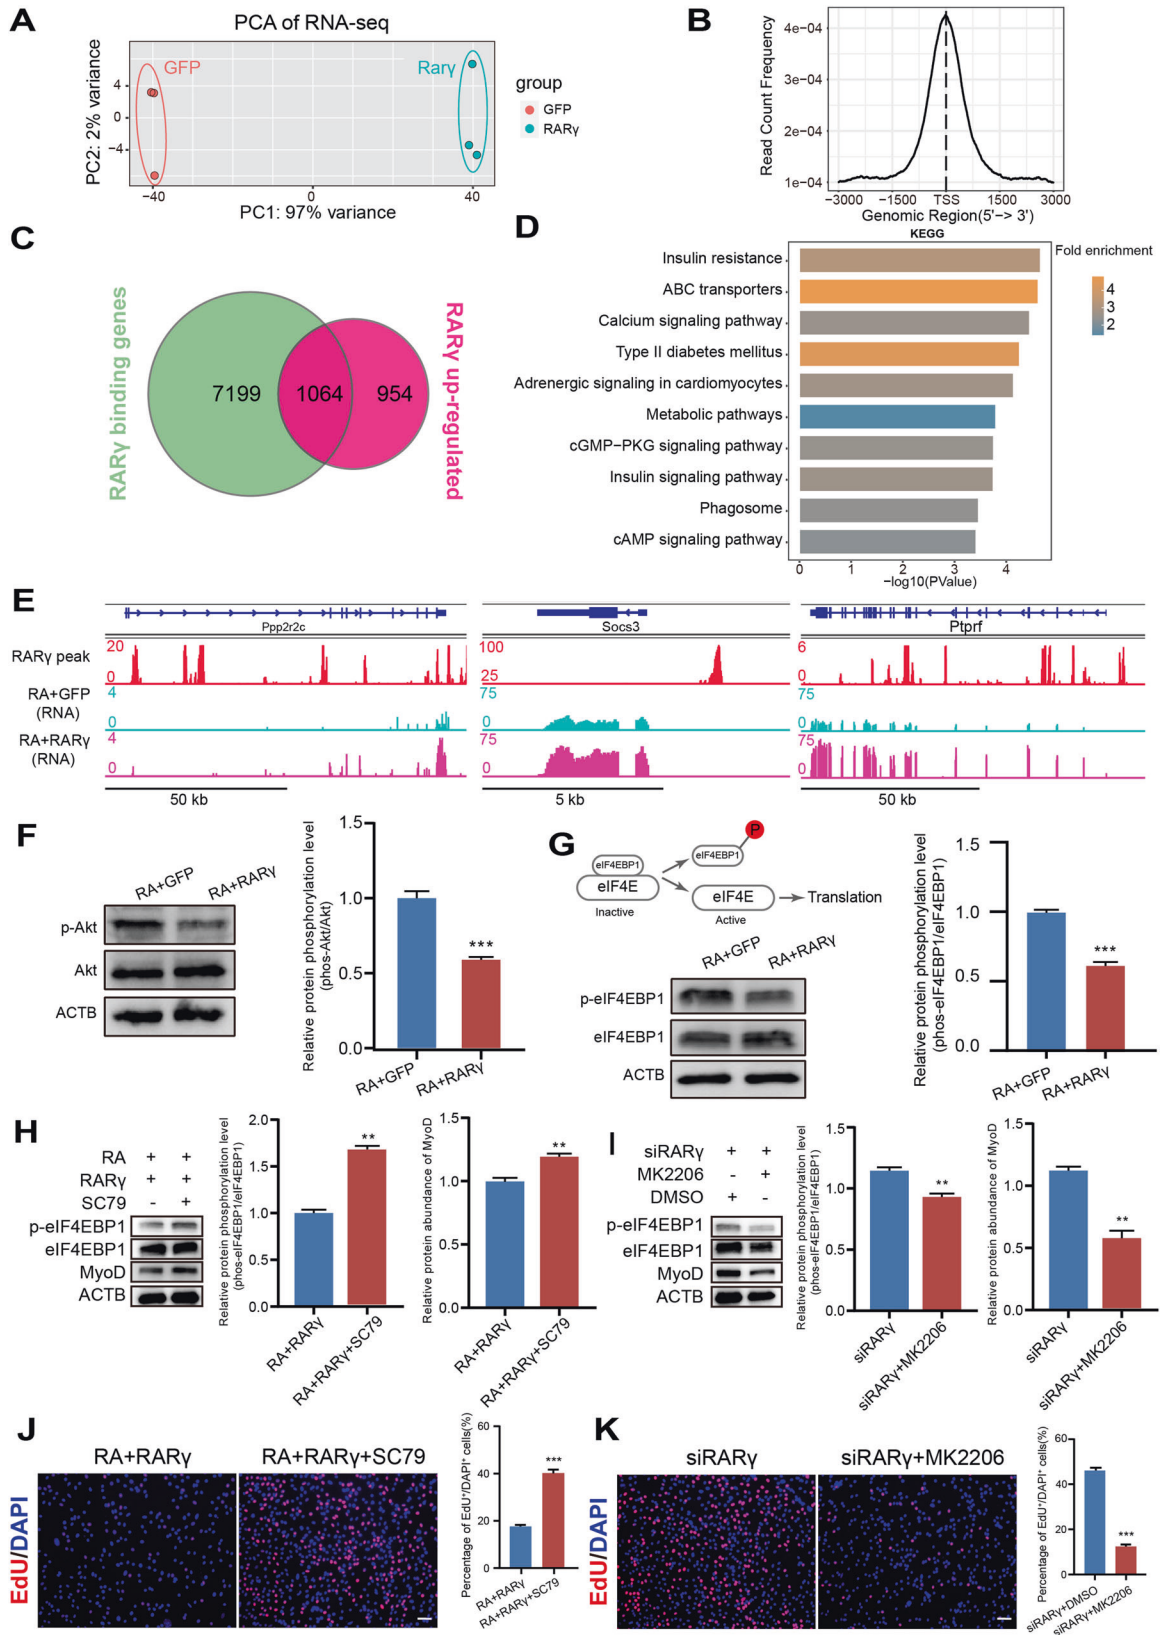 A
PCA of RNA-seq
GFP
Rarγ
PC2: 2% variance
4
0
−4
−40
0
40
PC1: 97% variance
group
GFP
RARγ
B
Read Count Frequency
4e−04
3e−04
2e−04
1e−04
−3000
−1500
TSS
1500
3000
Genomic Region(5'−> 3')
C
RARγ binding genes
7199
1064
954
RARγ up-regulated
D
KEGG
Insulin resistance
ABC transporters
Calcium signaling pathway
Type II diabetes mellitus
Adrenergic signaling in cardiomyocytes
Metabolic pathways
cGMP−PKG signaling pathway
Insulin signaling pathway
Phagosome
cAMP signaling pathway
0
1
2
3
4
−log10(PValue)
Fold enrichment
4
3
2
E
Ppp2r2c
Socs3
Ptprf
RARγ peak
20
0
100
25
6
0
RA+GFP
(RNA)
4
0
75
0
75
0
RA+RARγ
(RNA)
4
0
75
0
75
0
50 kb
5 kb
50 kb
F
RA+GFP
RA+RARγ
p-Akt
Akt
ACTB
Relative protein phosphorylation level
(phos-Akt/Akt)
1.5
1.0
0.5
0.0
***
RA+GFP
RA+RARγ
G
eIF4EBP1
eIF4E
Inactive
eIF4EBP1
P
eIF4E
Active
Translation
RA+GFP
RA+RARγ
p-eIF4EBP1
eIF4EBP1
ACTB
Relative protein phosphorylation level
(phos-eIF4EBP1/eIF4EBP1)
1.5
1.0
0.5
0.0
***
RA+GFP
RA+RARγ
H
RA + +
RARγ + +
SC79 - +
p-eIF4EBP1
eIF4EBP1
MyoD
ACTB
Relative protein phosphorylation level
(phos-eIF4EBP1/eIF4EBP1)
2.0
1.5
1.0
0.5
0.0
**
RA+RARγ
RA+RARγ+SC79
Relative protein abundance of MyoD
1.5
1.0
0.5
0.0
**
RA+RARγ
RA+RARγ+SC79
I
siRARγ + +
MK2206 - +
DMSO + -
p-eIF4EBP1
eIF4EBP1
MyoD
ACTB
Relative protein phosphorylation level
(phos-eIF4EBP1/eIF4EBP1)
1.5
1.0
0.5
0.0
**
siRARγ
siRARγ+MK2206
Relative protein abundance of MyoD
1.5
1.0
0.5
0.0
**
siRARγ
siRARγ+MK2206
J
RA+RARγ
RA+RARγ+SC79
EdU/DAPI
Percentage of EdU⁺/DAPI⁺ cells(%)
60
40
20
0
***
RA+RARγ
RA+RARγ+SC79
K
siRARγ
siRARγ+MK2206
EdU/DAPI
Percentage of EdU⁺/DAPI⁺ cells(%)
60
40
20
0
***
siRARγ+DMSO
siRARγ+MK2206